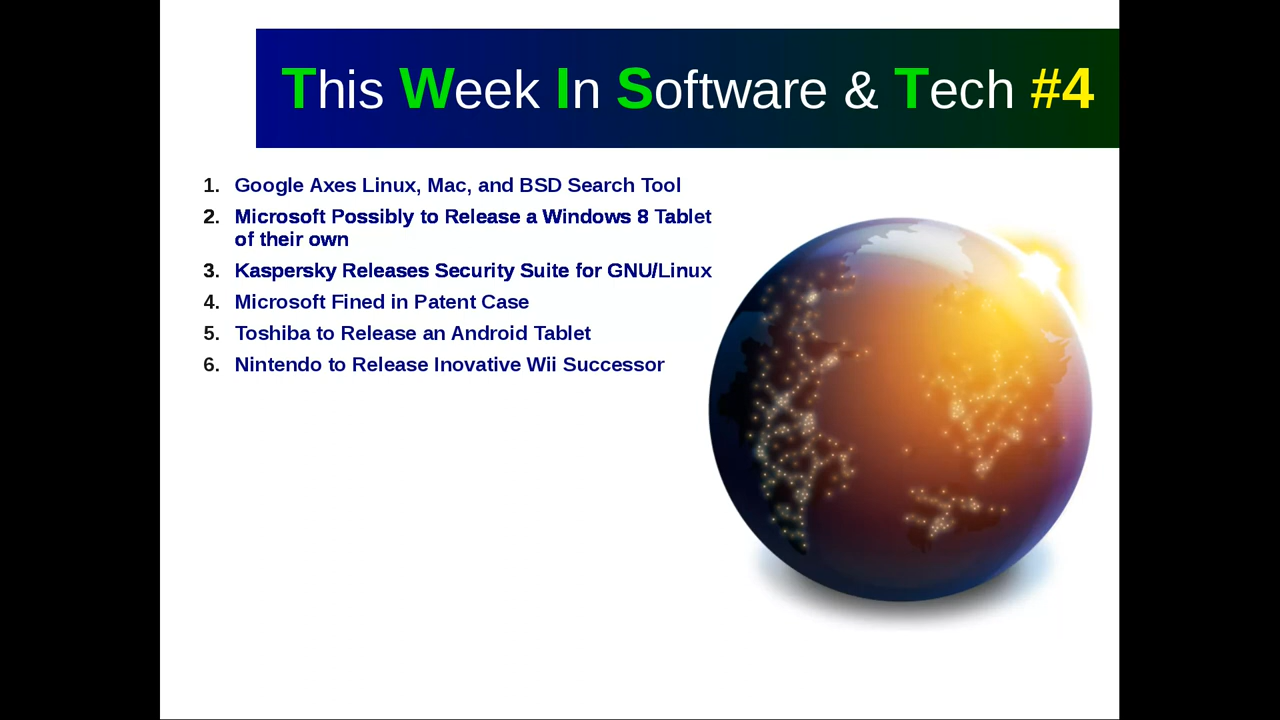 This Week In Software & Tech #4
1. Google Axes Linux, Mac, and BSD Search Tool
2. Microsoft Possibly to Release a Windows 8 Tablet
of their own
3. Kaspersky Releases Security Suite for GNU/Linux
4. Microsoft Fined in Patent Case
5. Toshiba to Release an Android Tablet
6. Nintendo to Release Inovative Wii Successor